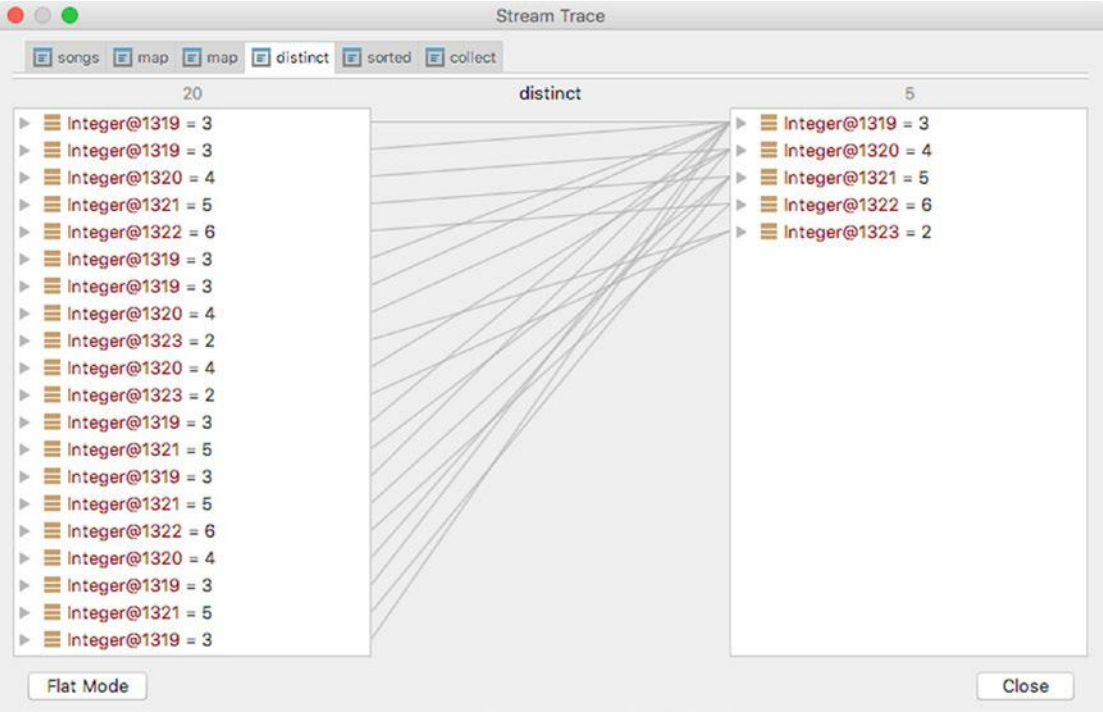 Stream Trace
songs map map distinct sorted collect
20 distinct 5
Integer@1319 = 3
Integer@1319 = 3
Integer@1320 = 4
Integer@1321 = 5
Integer@1322 = 6
Integer@1319 = 3
Integer@1319 = 3
Integer@1320 = 4
Integer@1323 = 2
Integer@1320 = 4
Integer@1323 = 2
Integer@1319 = 3
Integer@1321 = 5
Integer@1319 = 3
Integer@1321 = 5
Integer@1322 = 6
Integer@1320 = 4
Integer@1319 = 3
Integer@1321 = 5
Integer@1319 = 3
Integer@1319 = 3
Integer@1320 = 4
Integer@1321 = 5
Integer@1322 = 6
Integer@1323 = 2
Flat Mode Close